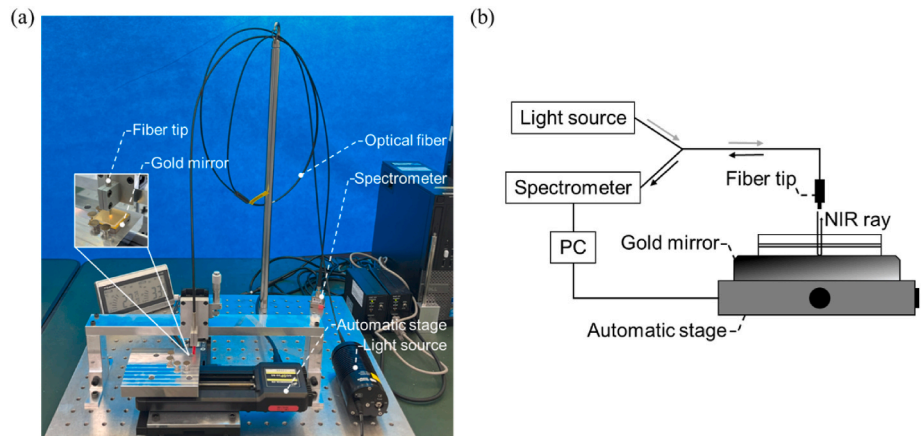 (a)
Fiber tip
Gold mirror
Optical fiber
Spectrometer
Automatic stage
Light source
(b)
Light source
Spectrometer
Fiber tip
NIR ray
PC
Gold mirror
Automatic stage